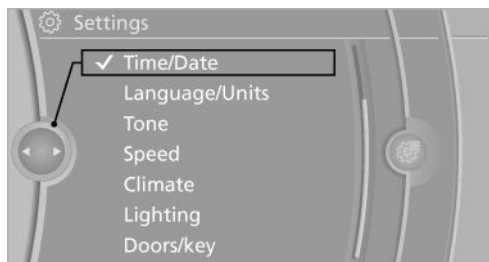 Settings
Time/Date
Language/Units
Tone
Speed
Climate
Lighting
Doors/key